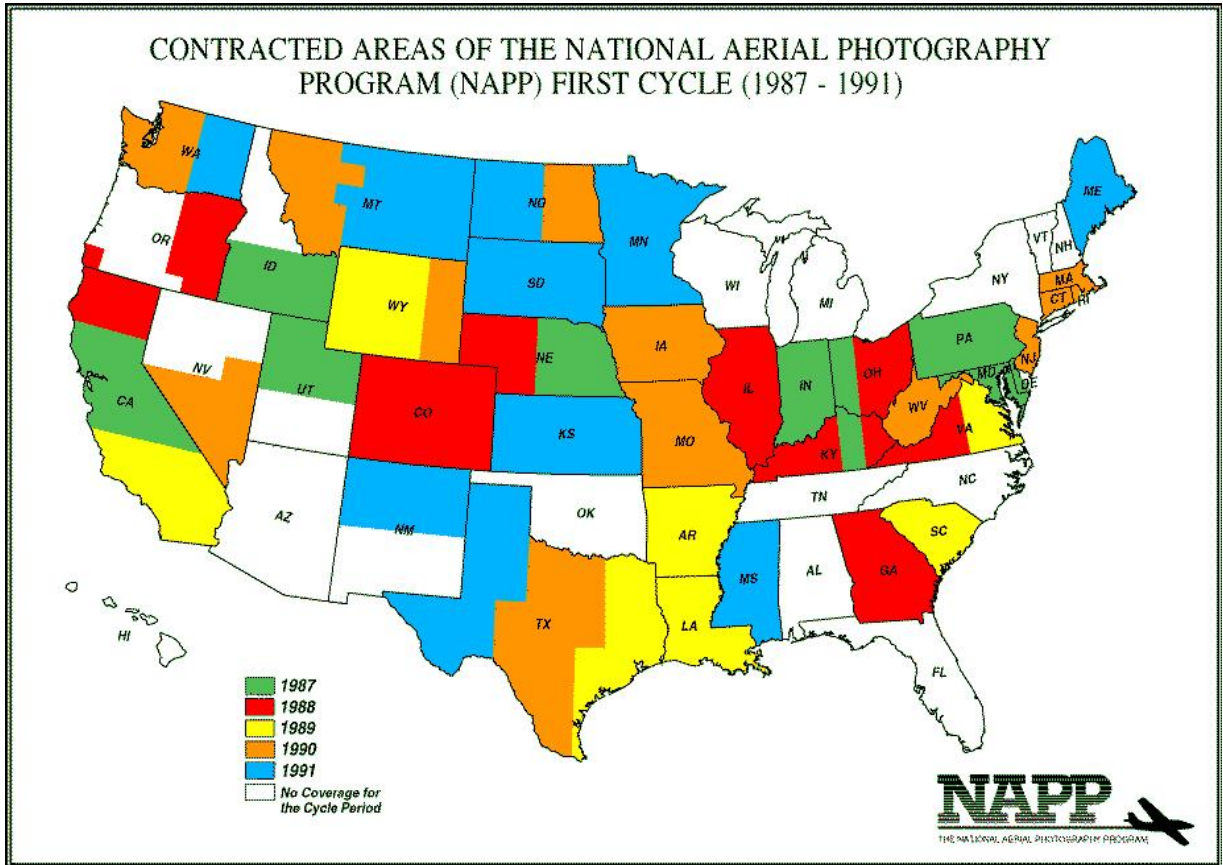 CONTRACTED AREAS OF THE NATIONAL AERIAL PHOTOGRAPHY
PROGRAM (NAPP) FIRST CYCLE (1987 - 1991)
WA
MT
ND
MN
ME
OR
ID
WY
SD
WI
MI
NY
VT
NH
MA
CT
RI
NV
UT
CO
NE
IA
IL
IN
OH
PA
NJ
MD
DE
CA
KS
MO
KY
WV
VA
AZ
NM
OK
AR
TN
NC
SC
TX
LA
MS
AL
GA
FL
HI
1987
1988
1989
1990
1991
No Coverage for
the Cycle Period
NAPP
THE NATIONAL AERIAL PHOTOGRAPHY PROGRAM